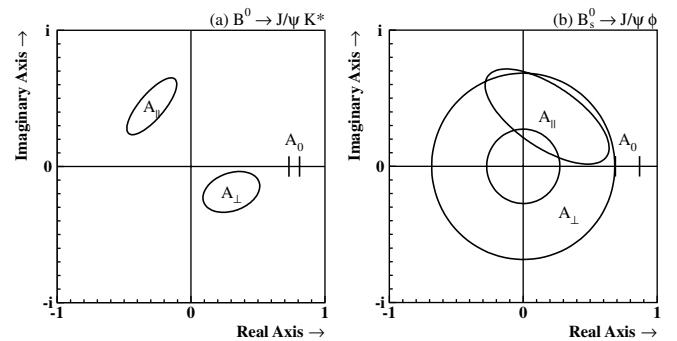 (a) B⁰ → J/ψ K*
i
Imaginary Axis →
A∥
A₀
0
A⊥
-i
-1
0
1
Real Axis →
(b) Bₛ⁰ → J/ψ ϕ
i
Imaginary Axis →
A∥
A₀
0
A⊥
-i
-1
0
1
Real Axis →